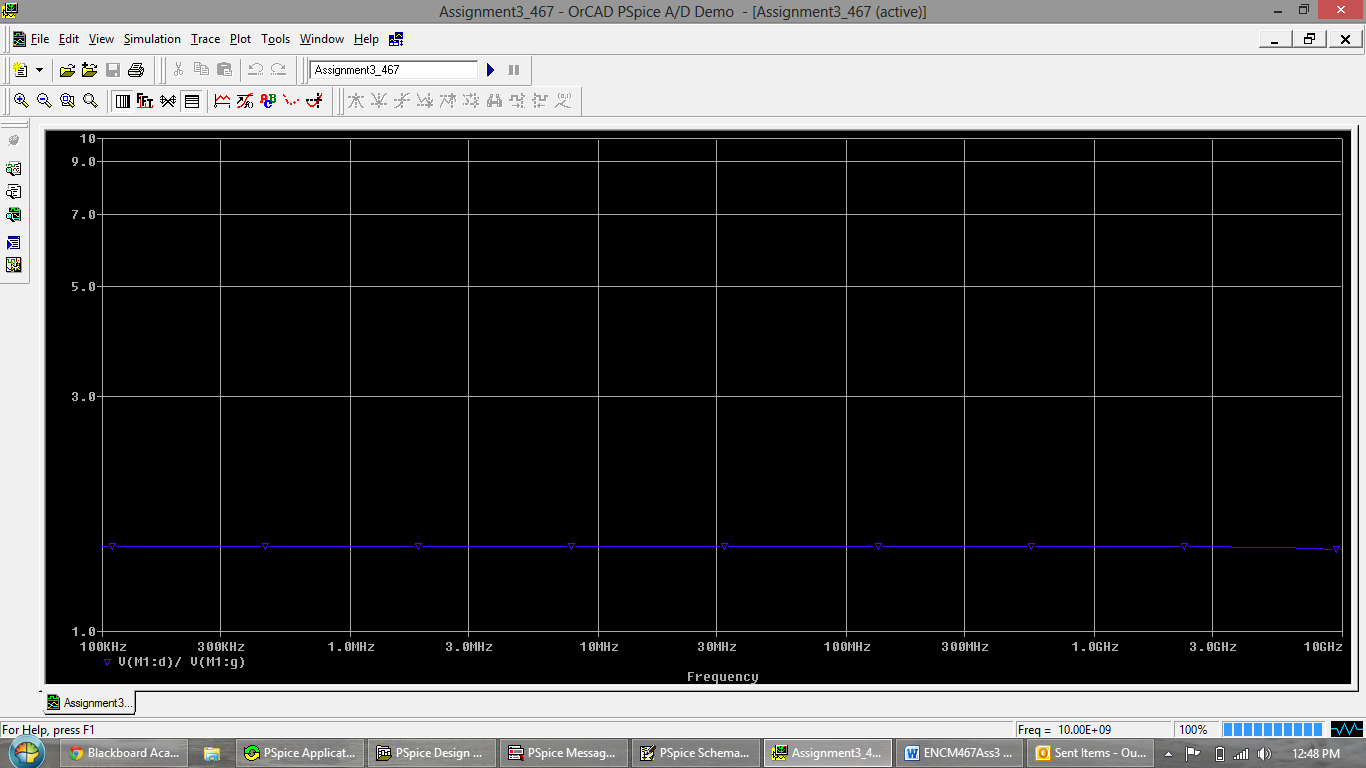 Assignment3_467 - OrCAD PSpice A/D Demo - [Assignment3_467 (active)]
File Edit View Simulation Trace Plot Tools Window Help
Assignment3_467
10
9.0
7.0
5.0
3.0
1.0
100KHz 300KHz 1.0MHz 3.0MHz 10MHz 30MHz 100MHz 300MHz 1.0GHz 3.0GHz 10GHz
V(M1:d)/ V(M1:g)
Frequency
Assignment3...
For Help, press F1 Freq = 10.00E+09 100%
Blackboard Aca... PSpice Applicat... PSpice Design ... PSpice Messag... PSpice Schema... Assignment3_4... ENCM467Ass3 ... Sent Items - Ou... 12:48 PM